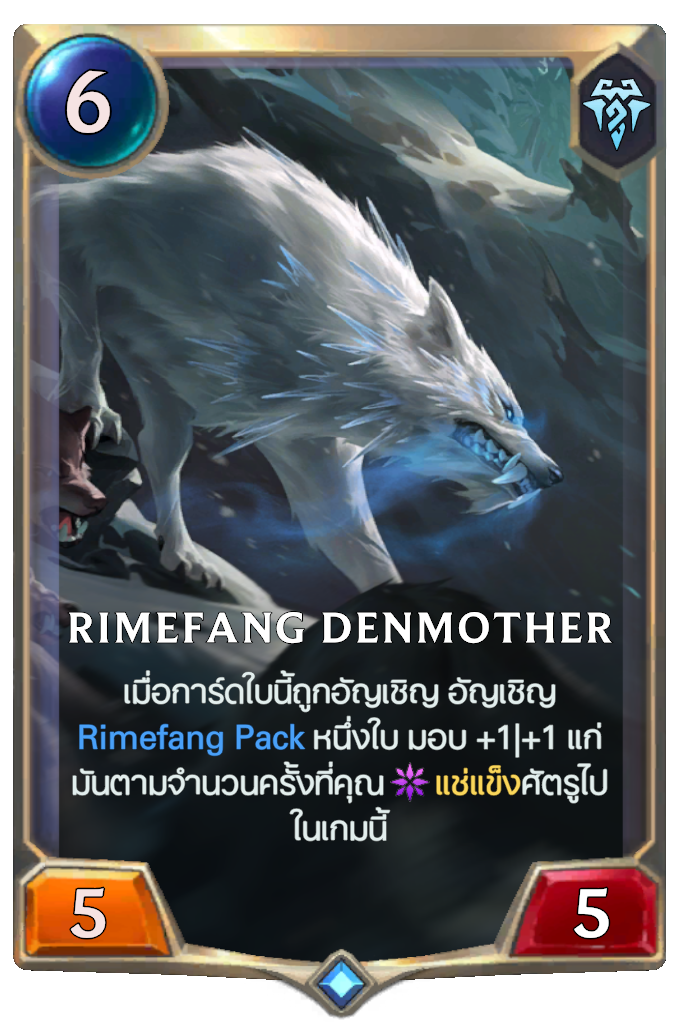 6
RIMEFANG DENMOTHER
เมื่อการ์ดใบนี้ถูกอัญเชิญ อัญเชิญ
Rimefang Pack หนึ่งใบ มอบ +1|+1 แก่
มันตามจำนวนครั้งที่คุณ แช่แข็งศัตรูไป
ในเกมนี้
5
5